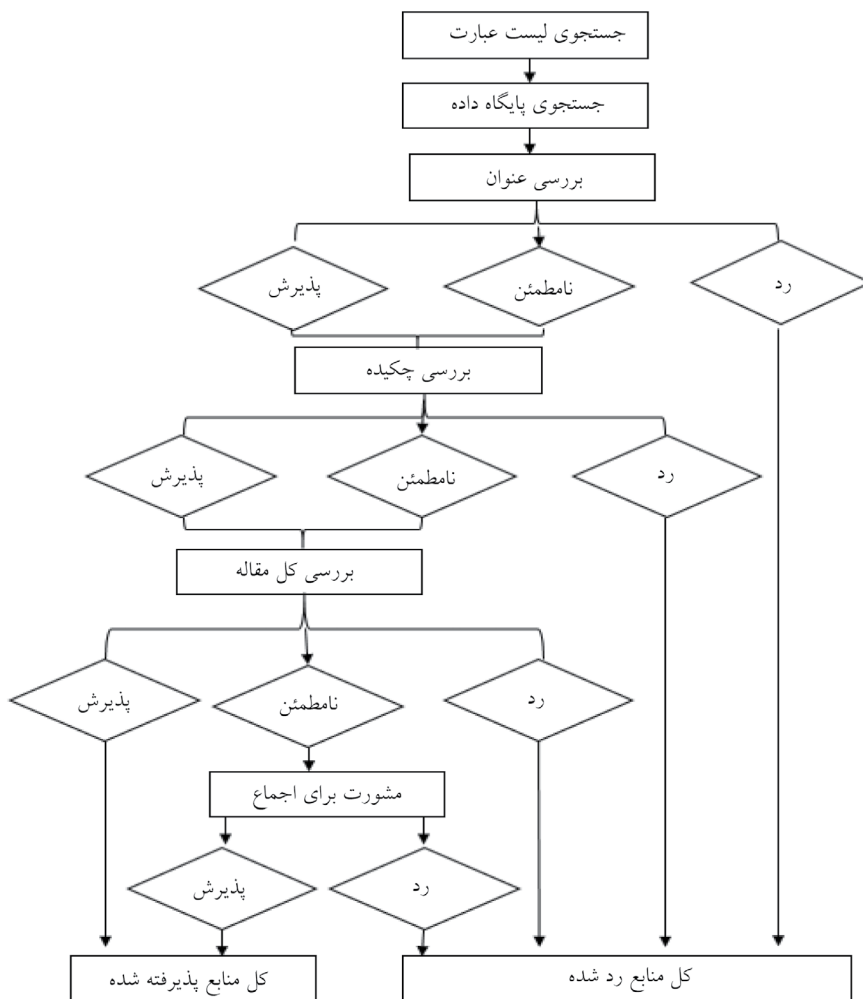 جستجوی لیست عبارت
جستجوی پایگاه داده
بررسی عنوان
رد
نامطمئن
پذیرش
بررسی چکیده
رد
نامطمئن
پذیرش
بررسی کل مقاله
رد
نامطمئن
پذیرش
مشورت برای اجماع
رد
پذیرش
کل منابع رد شده
کل منابع پذیرفته شده